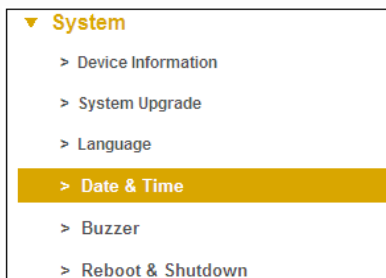 ▼ System
> Device Information
> System Upgrade
> Language
> Date & Time
> Buzzer
> Reboot & Shutdown